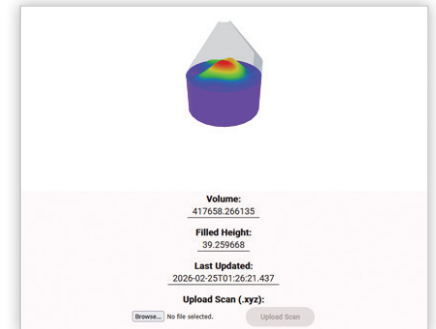 Volume:
417658.266135
Filled Height:
39.259668
Last Updated:
2026-02-25T01:26:21.437
Upload Scan (.xyz):
Browse... No file selected. Upload Scan